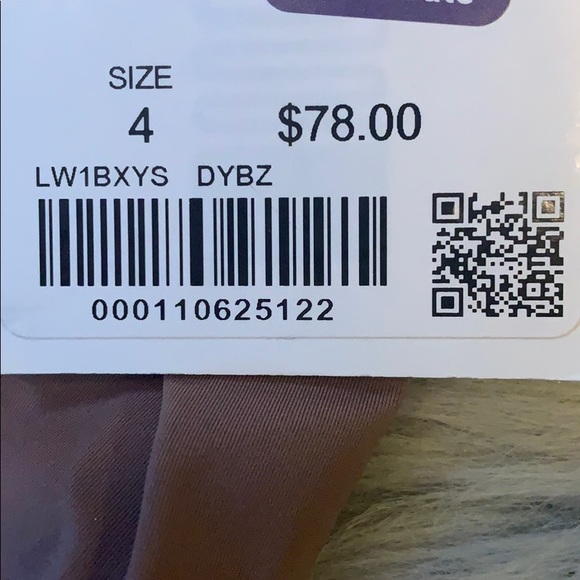 SIZE
4 $78.00
LW1BXYS DYBZ
000110625122